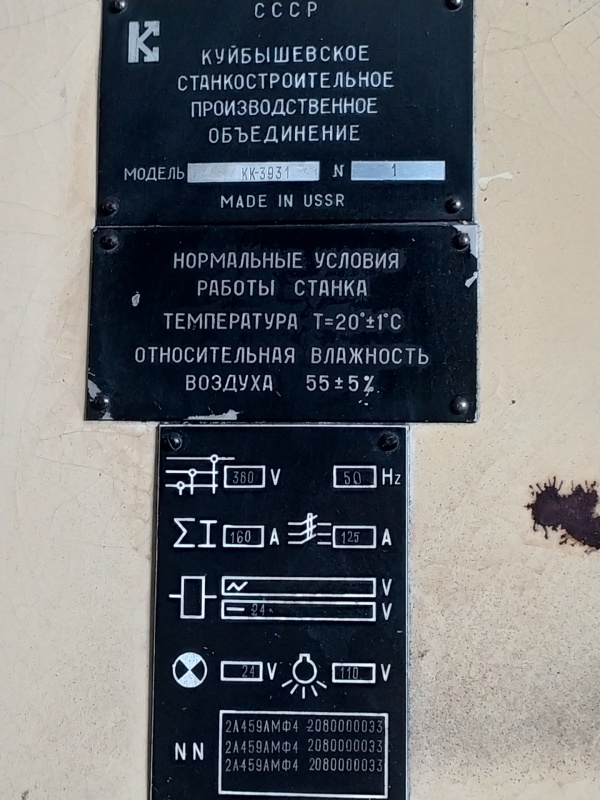 СССР
КУЙБЫШЕВСКОЕ
СТАНКОСТРОИТЕЛЬНОЕ
ПРОИЗВОДСТВЕННОЕ
ОБЪЕДИНЕНИЕ
МОДЕЛЬ КК-3931 N 1
MADE IN USSR
НОРМАЛЬНЫЕ УСЛОВИЯ
РАБОТЫ СТАНКА
ТЕМПЕРАТУРА Т=20°±1°С
ОТНОСИТЕЛЬНАЯ ВЛАЖНОСТЬ
ВОЗДУХА 55±5%
380 V 50 Hz
ΣI 160 A 125 A
V
24 V
24 V 110 V
2А459АМФ4 2080000033
NN 2А459АМФ4 2080000033
2А459АМФ4 2080000033